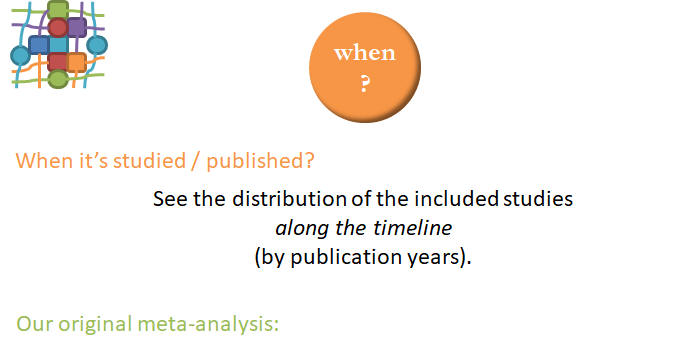 when
?
When it's studied / published?
See the distribution of the included studies
along the timeline
(by publication years).
Our original meta-analysis: